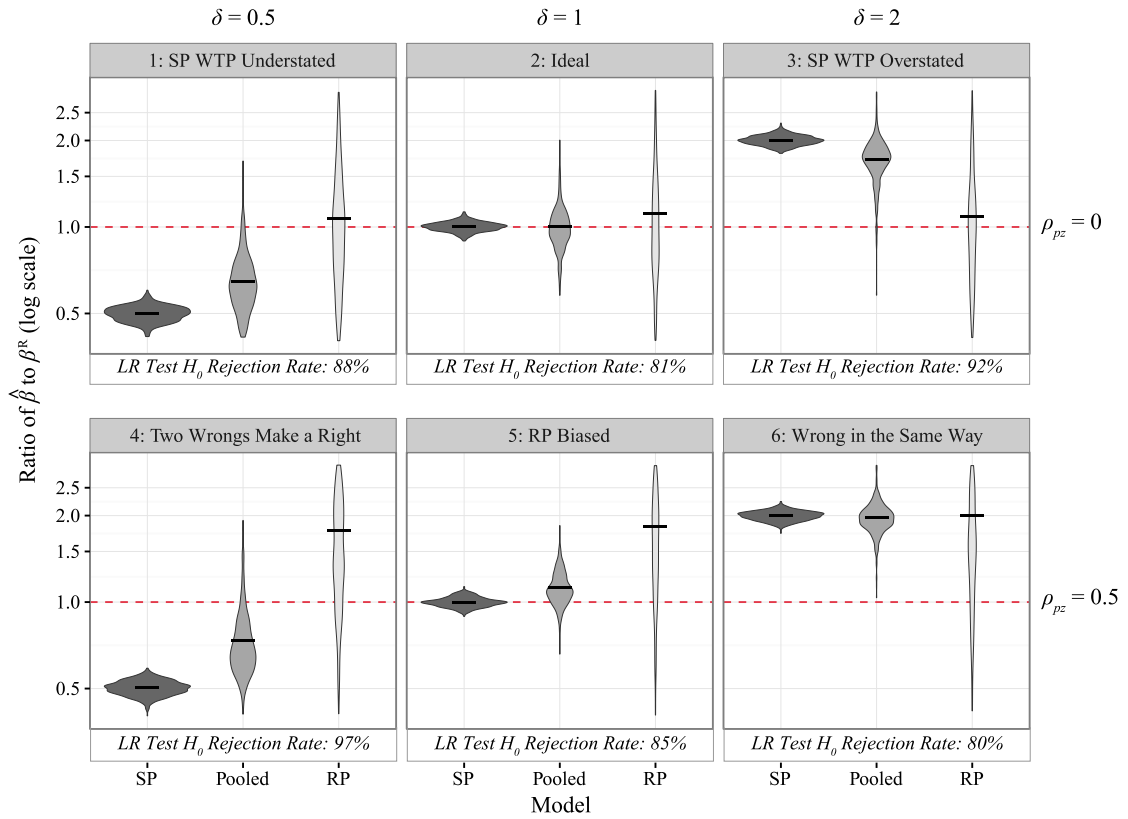 δ = 0.5 δ = 1 δ = 2
1: SP WTP Understated 2: Ideal 3: SP WTP Overstated
2.5
2.0
1.5
1.0
0.5
ρpz = 0
LR Test H0 Rejection Rate: 88% LR Test H0 Rejection Rate: 81% LR Test H0 Rejection Rate: 92%
Ratio of β̂ to βᴿ (log scale)
4: Two Wrongs Make a Right 5: RP Biased 6: Wrong in the Same Way
2.5
2.0
1.5
1.0
0.5
ρpz = 0.5
LR Test H0 Rejection Rate: 97% LR Test H0 Rejection Rate: 85% LR Test H0 Rejection Rate: 80%
SP Pooled RP SP Pooled RP SP Pooled RP
Model